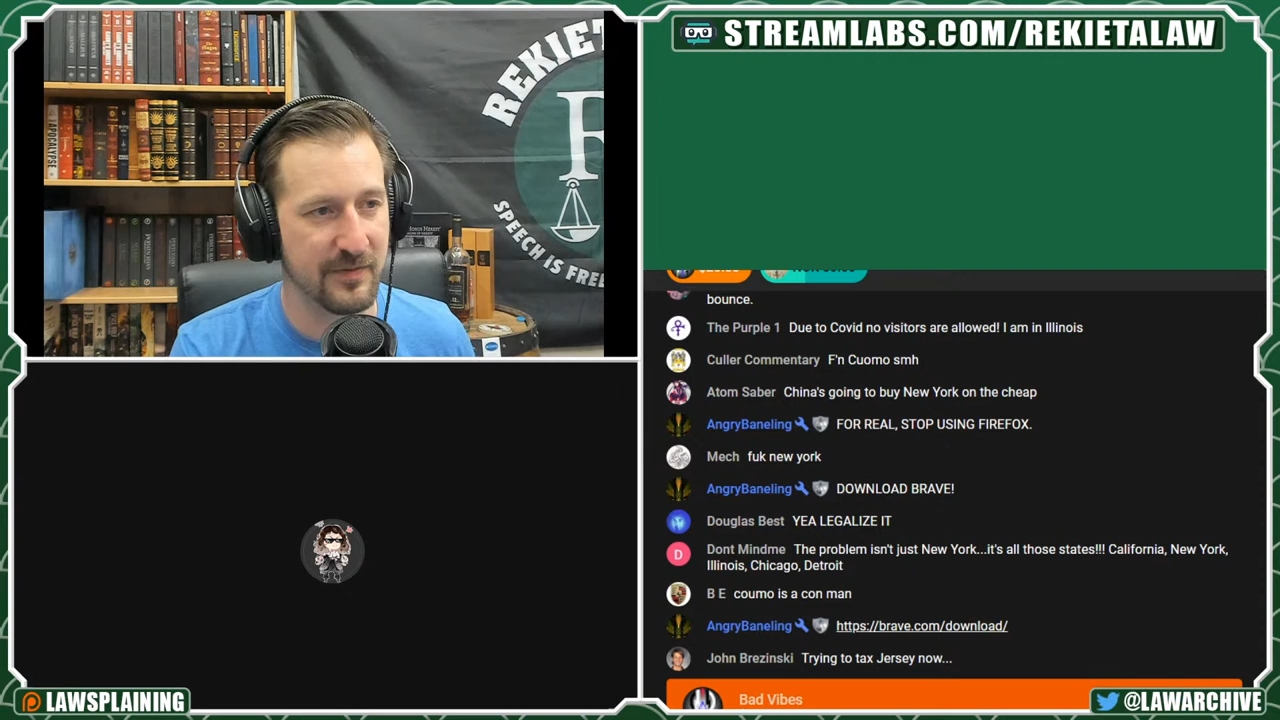 STREAMLABS.COM/REKIETALAW
REKIET
R
SPEECH IS FREE
APOCALYPSE
bounce.
The Purple 1 Due to Covid no visitors are allowed! I am in Illinois
Culler Commentary F'n Cuomo smh
Atom Saber China's going to buy New York on the cheap
AngryBaneling FOR REAL, STOP USING FIREFOX.
Mech fuk new york
AngryBaneling DOWNLOAD BRAVE!
Douglas Best YEA LEGALIZE IT
D
Dont Mindme The problem isn't just New York...it's all those states!!! California, New York,
Illinois, Chicago, Detroit
B E coumo is a con man
AngryBaneling https://brave.com/download/
John Brezinski Trying to tax Jersey now...
Bad Vibes
LAWSPLAINING
@LAWARCHIVE